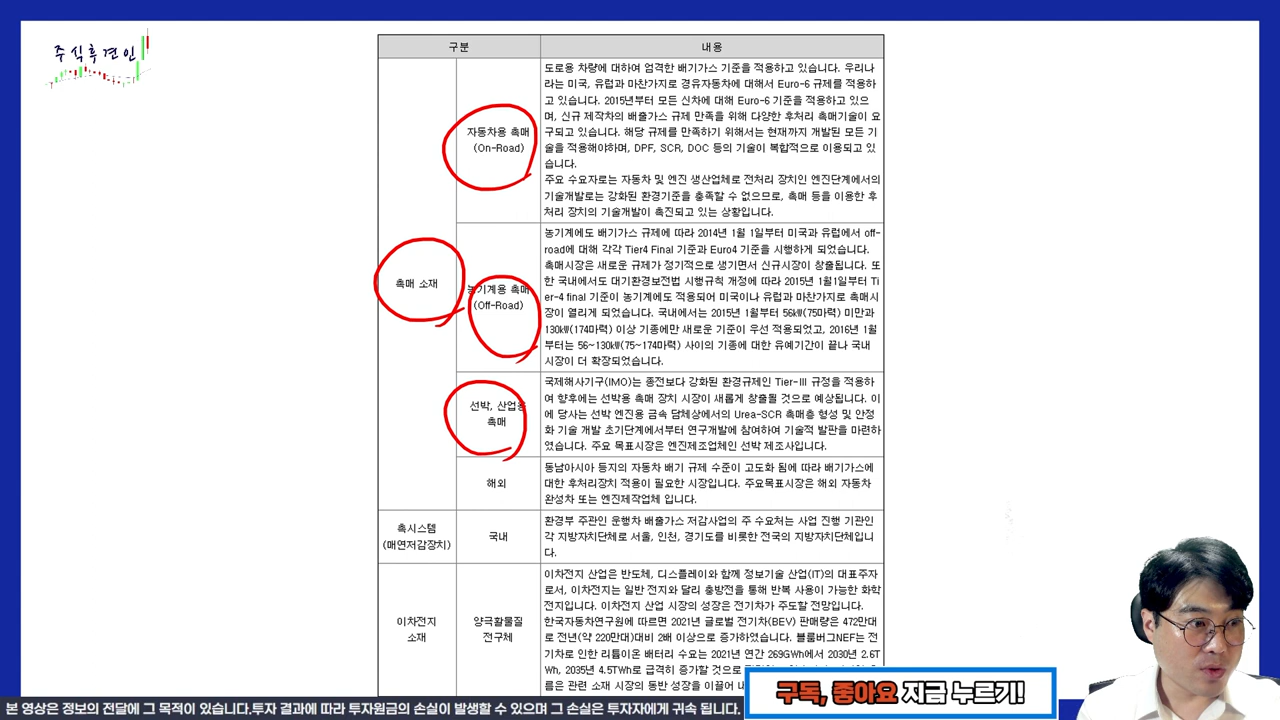 주식후견인
구분
내용
촉매 소재
자동차용 촉매
(On-Road)
도로용 차량에 대하여 엄격한 배기가스 기준을 적용하고 있습니다. 우리나
라는 미국, 유럽과 마찬가지로 경유자동차에 대해서 Euro-6 규제를 적용하
고 있습니다. 2015년부터 모든 신차에 대해 Euro-6 기준을 적용하고 있으
며, 신규 제작차의 배출가스 규제 만족을 위해 다양한 후처리 촉매기술이 요
구되고 있습니다. 해당 규제를 만족하기 위해서는 현재까지 개발된 모든 기
술을 적용해야하며, DPF, SCR, DOC 등의 기술이 복합적으로 이용되고 있
습니다.
주요 수요자로는 자동차 및 엔진 생산업체로 전처리 장치인 엔진단계에서의
기술개발로는 강화된 환경기준을 충족할 수 없으므로, 촉매 등을 이용한 후
처리 장치의 기술개발이 촉진되고 있는 상황입니다.
농기계용 촉매
(Off-Road)
농기계에도 배기가스 규제에 따라 2014년 1월 1일부터 미국과 유럽에서 off-
road에 대해 각각 Tier4 Final 기준과 Euro4 기준을 시행하게 되었습니다.
촉매시장은 새로운 규제가 정기적으로 생기면서 신규시장이 창출됩니다. 또
한 국내에서도 대기환경보전법 시행규칙 개정에 따라 2015년 1월1일부터 Ti
er-4 final 기준이 농기계에도 적용되어 미국이나 유럽과 마찬가지로 촉매시
장이 열리게 되었습니다. 국내에서는 2015년 1월부터 56kW(75마력) 미만과
130kW(174마력) 이상 기종에만 새로운 기준이 우선 적용되었고, 2016년 1월
부터는 56~130kW(75~174마력) 사이의 기종에 대한 유예기간이 끝나 국내
시장이 더 확장되었습니다.
선박, 산업용
촉매
국제해사기구(IMO)는 종전보다 강화된 환경규제인 Tier-Ⅲ 규정을 적용하
여 향후에는 선박용 촉매 장치 시장이 새롭게 창출될 것으로 예상됩니다. 이
에 당사는 선박 엔진용 금속 담체상에서의 Urea-SCR 촉매층 형성 및 안정
화 기술 개발 초기단계에서부터 연구개발에 참여하여 기술적 발판을 마련하
였습니다. 주요 목표시장은 엔진제조업체인 선박 제조사입니다.
해외
동남아시아 등지의 자동차 배기 규제 수준이 고도화 됨에 따라 배기가스에
대한 후처리장치 적용이 필요한 시장입니다. 주요목표시장은 해외 자동차
완성차 또는 엔진제작업체 입니다.
촉시스템
(매연저감장치)
국내
환경부 주관인 운행차 배출가스 저감사업의 주 수요처는 사업 진행 기관인
각 지방자치단체로 서울, 인천, 경기도를 비롯한 전국의 지방자치단체입니
다.
이차전지
소재
양극활물질
전구체
이차전지 산업은 반도체, 디스플레이와 함께 정보기술 산업(IT)의 대표주자
로서, 이차전지는 일반 전지와 달리 충방전을 통해 반복 사용이 가능한 화학
전지입니다. 이차전지 산업 시장의 성장은 전기차가 주도할 전망입니다.
한국자동차연구원에 따르면 2021년 글로벌 전기차(BEV) 판매량은 472만대
로 전년(약 220만대)대비 2배 이상으로 증가하였습니다. 블룸버그NEF는 전
기차로 인한 리튬이온 배터리 수요는 2021년 연간 269GWh에서 2030년 2.6T
Wh, 2035년 4.5TWh로 급격히 증가할 것으로
름은 관련 소재 시장의 동반 성장을 이끌어
구독, 좋아요 지금 누르기!
본 영상은 정보의 전달에 그 목적이 있습니다.투자 결과에 따라 투자원금의 손실이 발생할 수 있으며 그 손실은 투자자에게 귀속 됩니다.